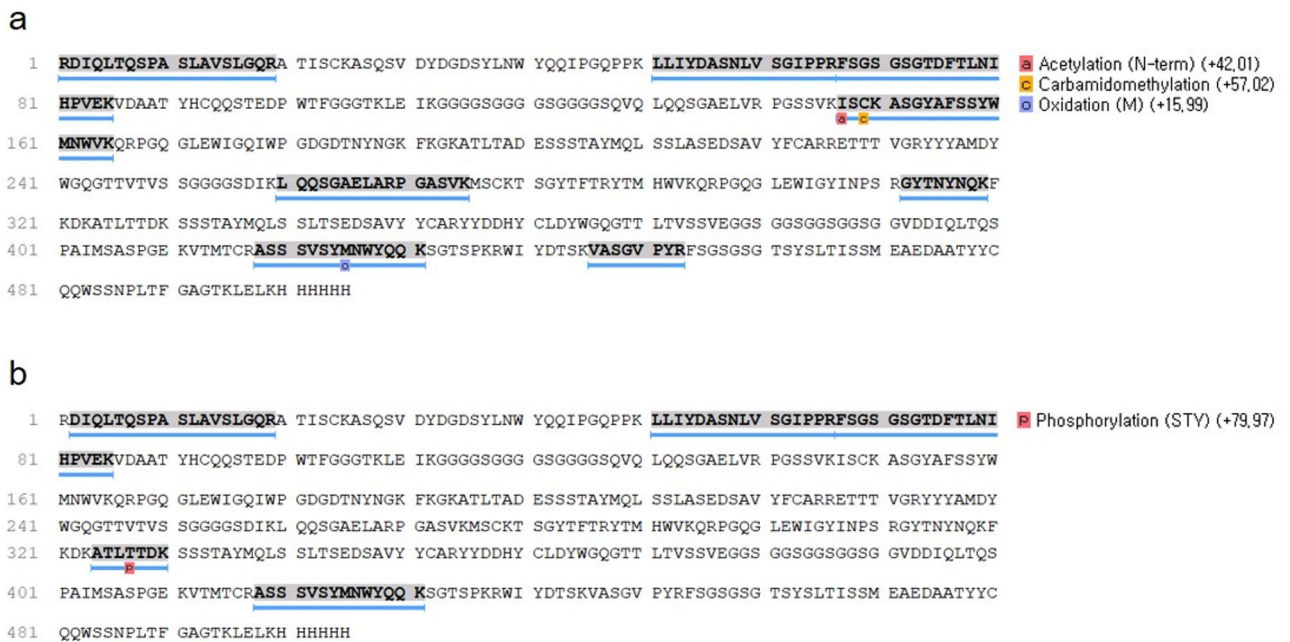 a
1 RDIQLTQSPA SLAVSLGQRA TISCKASQSV DYDGDSYLNW YQQIPGQPPK LLIYDASNLV SGIPPRFSGS GSGTDFTLNI
a Acetylation (N-term) (+42,01)
81 HPVEKVDAAT YHCQQSTEDP WTFGGGTKLE IKGGGGSGGG GSGGGGSQVQ LQQSGAELVR PGSSVKISCK ASGYAFSSYW
c Carbamidomethylation (+57,02)
o Oxidation (M) (+15,99)
a c
161 MNWVKQRPGQ GLEWIGQIWP GDGDTNYNGK FKGKATLTAD ESSSTAYMQL SSLASEDSAV YFCARRETTT VGRYYYAMDY
241 WGQGTTVTVS SGGGGSDIKL QQSGAELARP GASVKMSCKT SGYTFTRYTM HWVKQRPGQG LEWIGYINPS RGYTNYNQKF
321 KDKATLTTDK SSSTAYMQLS SLTSEDSAVY YCARYYDDHY CLDYWGQGTT LTVSSVEGGS GGSGGSGGSG GVDDIQLTQS
401 PAIMSASPGE KVTMTCRASS SVSYMNWYQQ KSGTSPKRWI YDTSKVASGV PYRFSGSGSG TSYSLTISSM EAEDAATYYC
o
481 QQWSSNPLTF GAGTKLELKH HHHHH
b
1 RDIQLTQSPA SLAVSLGQRA TISCKASQSV DYDGDSYLNW YQQIPGQPPK LLIYDASNLV SGIPPRFSGS GSGTDFTLNI
p Phosphorylation (STY) (+79,97)
81 HPVEKVDAAT YHCQQSTEDP WTFGGGTKLE IKGGGGSGGG GSGGGGSQVQ LQQSGAELVR PGSSVKISCK ASGYAFSSYW
161 MNWVKQRPGQ GLEWIGQIWP GDGDTNYNGK FKGKATLTAD ESSSTAYMQL SSLASEDSAV YFCARRETTT VGRYYYAMDY
241 WGQGTTVTVS SGGGGSDIKL QQSGAELARP GASVKMSCKT SGYTFTRYTM HWVKQRPGQG LEWIGYINPS RGYTNYNQKF
321 KDKATLTTDK SSSTAYMQLS SLTSEDSAVY YCARYYDDHY CLDYWGQGTT LTVSSVEGGS GGSGGSGGSG GVDDIQLTQS
p
401 PAIMSASPGE KVTMTCRASS SVSYMNWYQQ KSGTSPKRWI YDTSKVASGV PYRFSGSGSG TSYSLTISSM EAEDAATYYC
481 QQWSSNPLTF GAGTKLELKH HHHHH